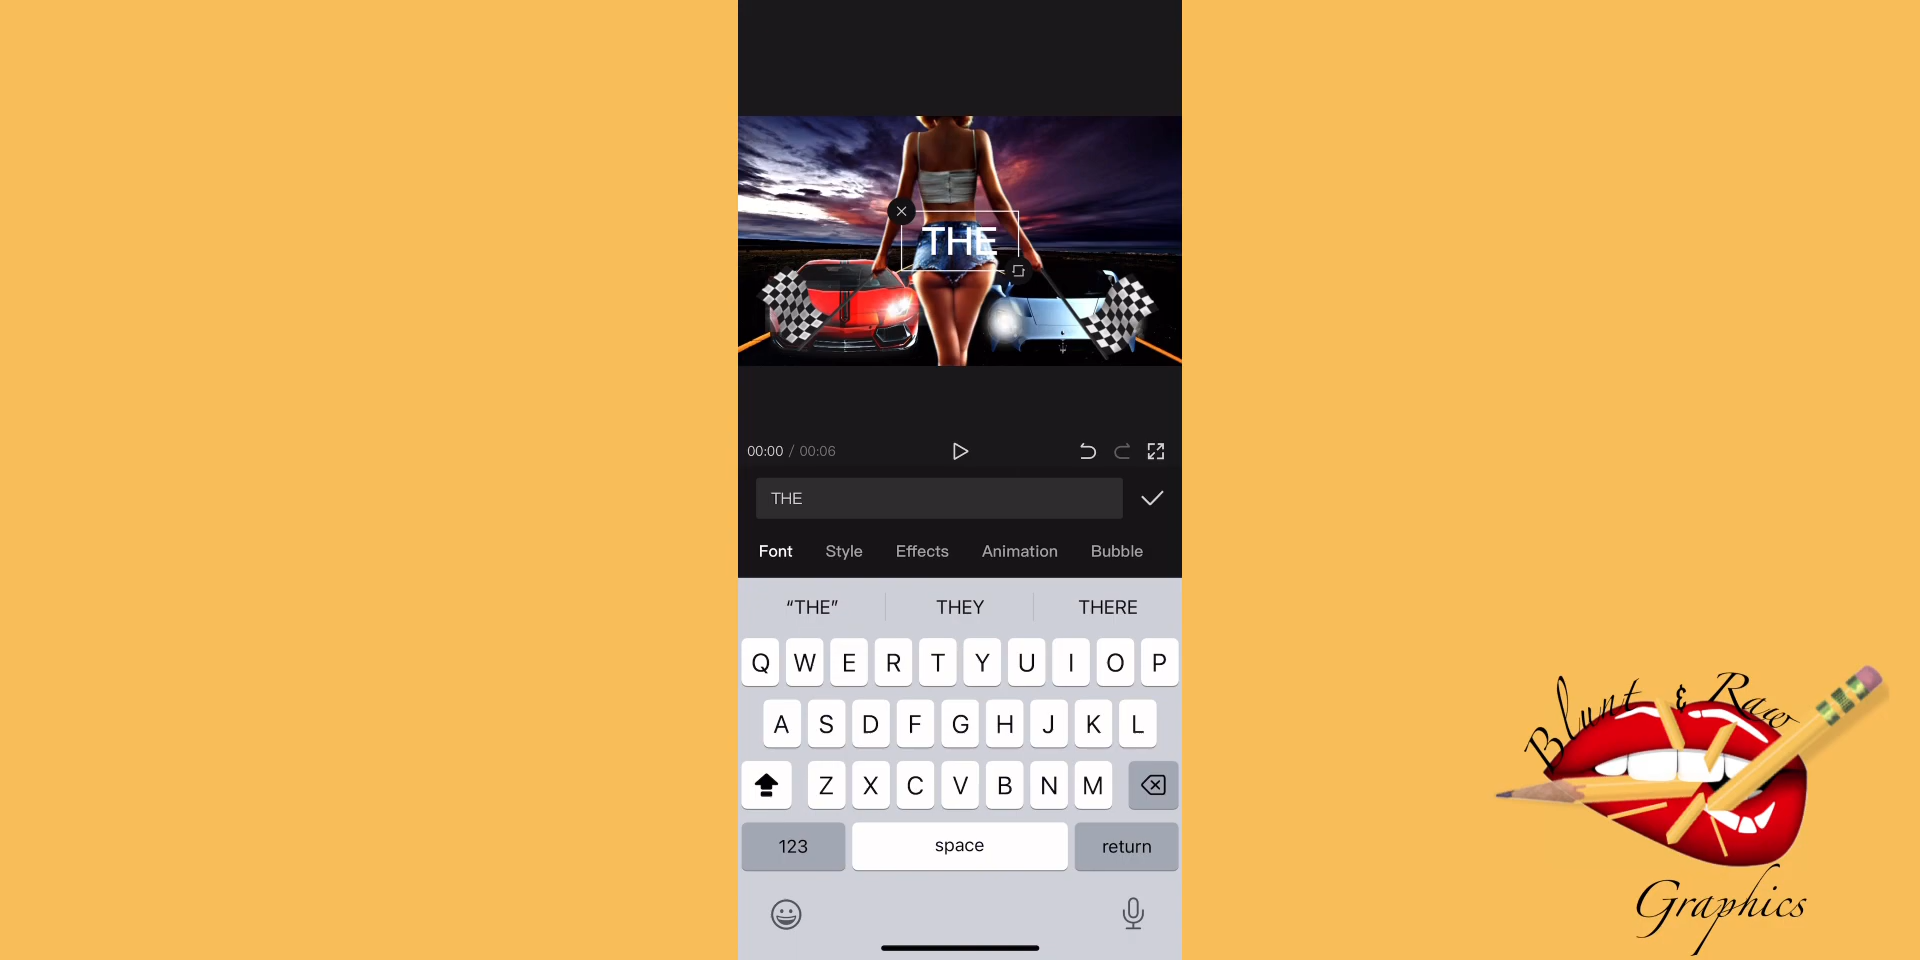 THE
00:00 / 00:06
THE
Font Style Effects Animation Bubble
“THE” THEY THERE
Q W E R T Y U I O P
A S D F G H J K L
Z X C V B N M
123 space return
Blunt & Raw
Graphics